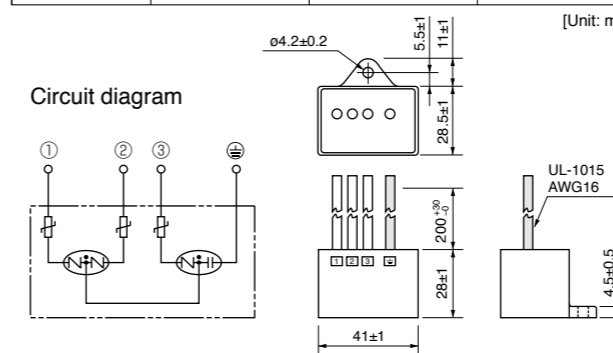 [Unit: m
ø4.2±0.2
5.5±1
11±1
28.5±1
Circuit diagram
① ② ③
UL-1015
AWG16
200 +30 -0
1 2 3
28±1
4.5±0.5
41±1